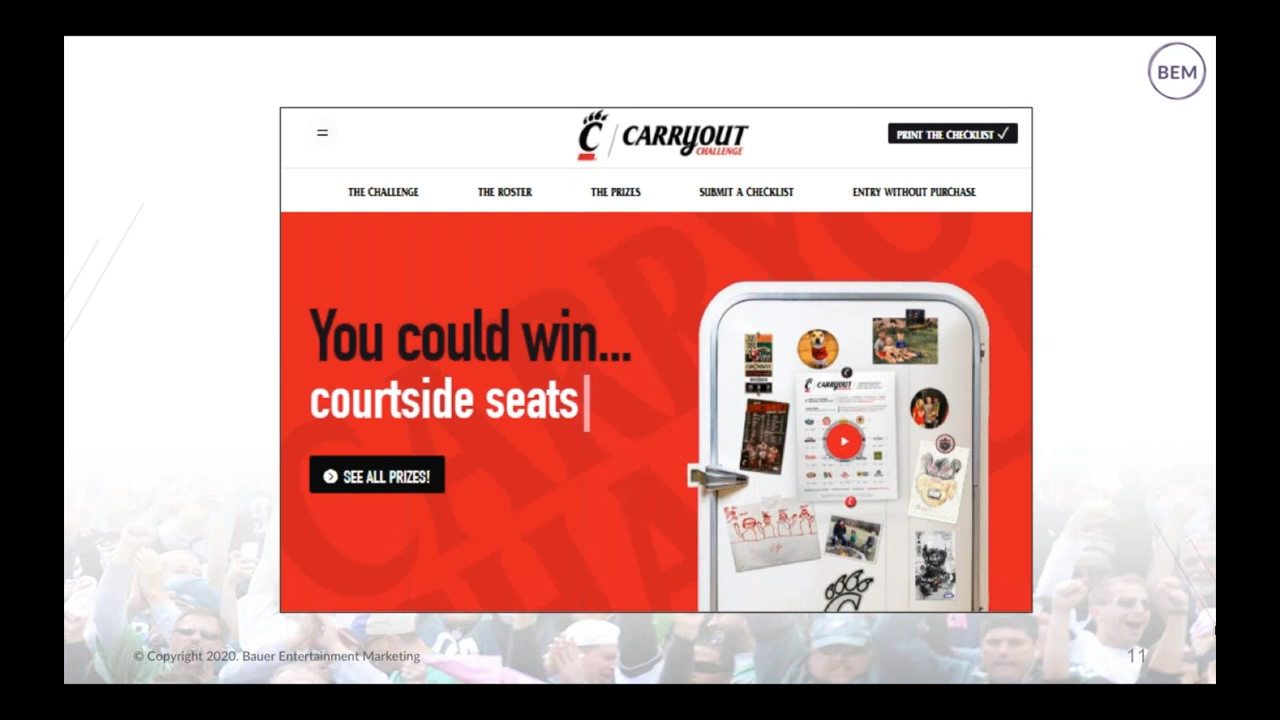 BEM
C CARRYOUT
CHALLENGE
PRINT THE CHECKLIST ✓
THE CHALLENGE THE ROSTER THE PRIZES SUBMIT A CHECKLIST ENTRY WITHOUT PURCHASE
You could win...
courtside seats
SEE ALL PRIZES!
CARRYOUT
© Copyright 2020. Bauer Entertainment Marketing
11